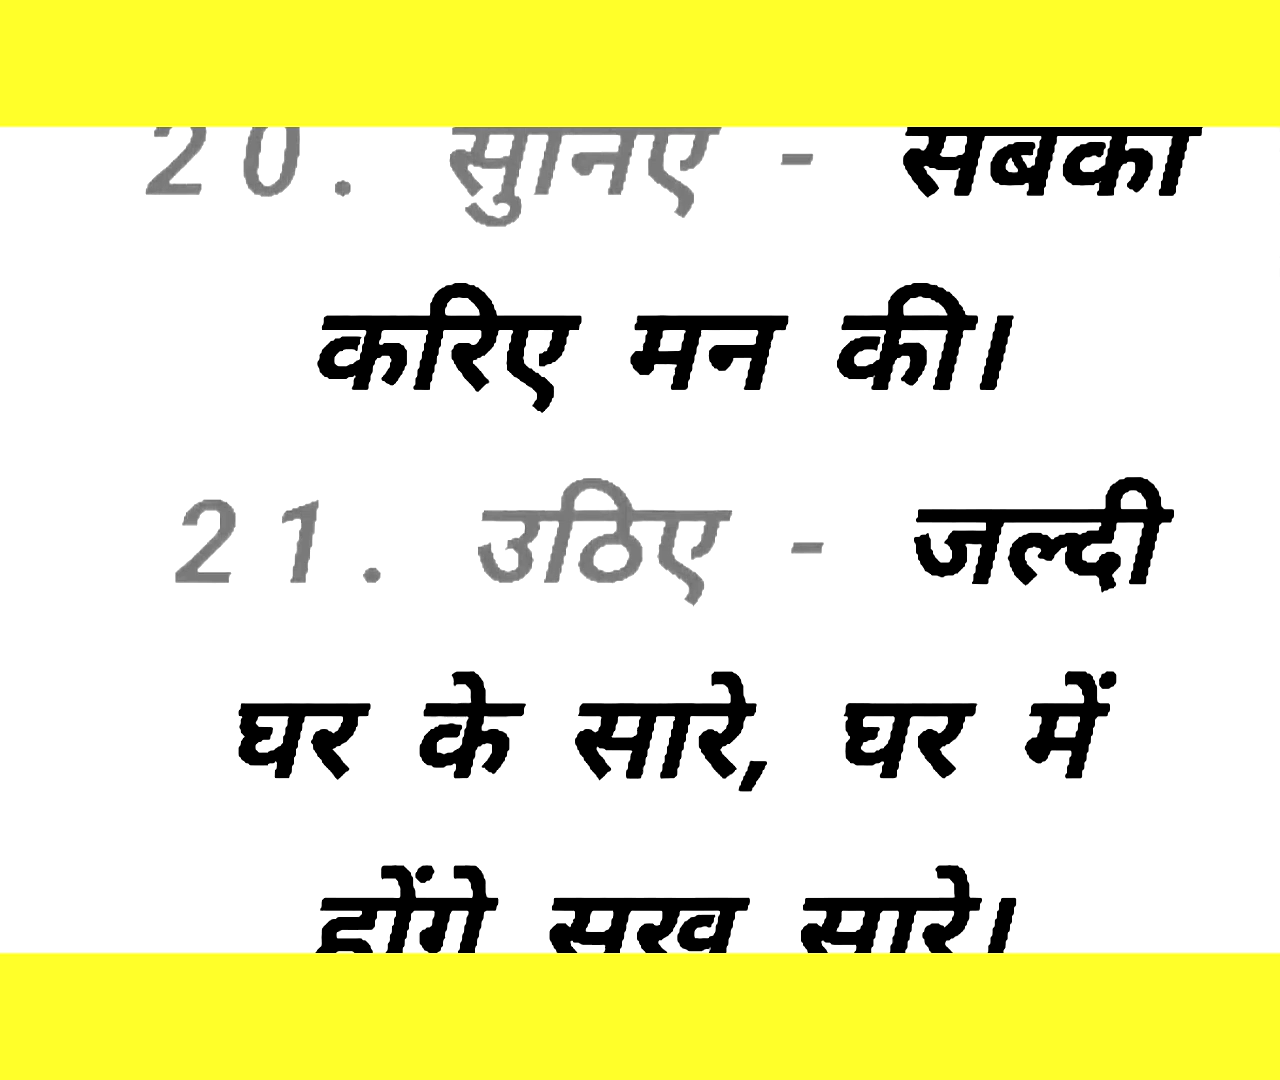 20. सुनिए - सबकी
करिए मन की।
21. उठिए - जल्दी
घर के सारे, घर में
होंगे सुख सारे।